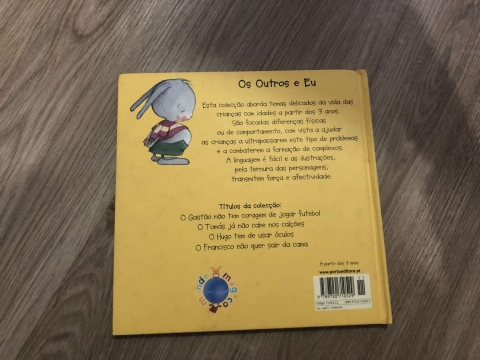 Os Outros e Eu
Esta colecção aborda temas delicados da vida das
crianças com idades a partir dos 3 anos.
São focadas diferenças físicas
ou de comportamento, com vista a ajudar
as crianças a ultrapassarem este tipo de problemas
e a combaterem a formação de complexos.
A linguagem é fácil e as ilustrações,
pela ternura das personagens,
transmitem força e afectividade.
Títulos da colecção:
O Gastão não tem coragem de jogar futebol
O Tomás já não cabe nos calções
O Hugo tem de usar óculos
O Francisco não quer sair da cama
mundo mágico
A partir dos 3 anos
www.portoeditora.pt